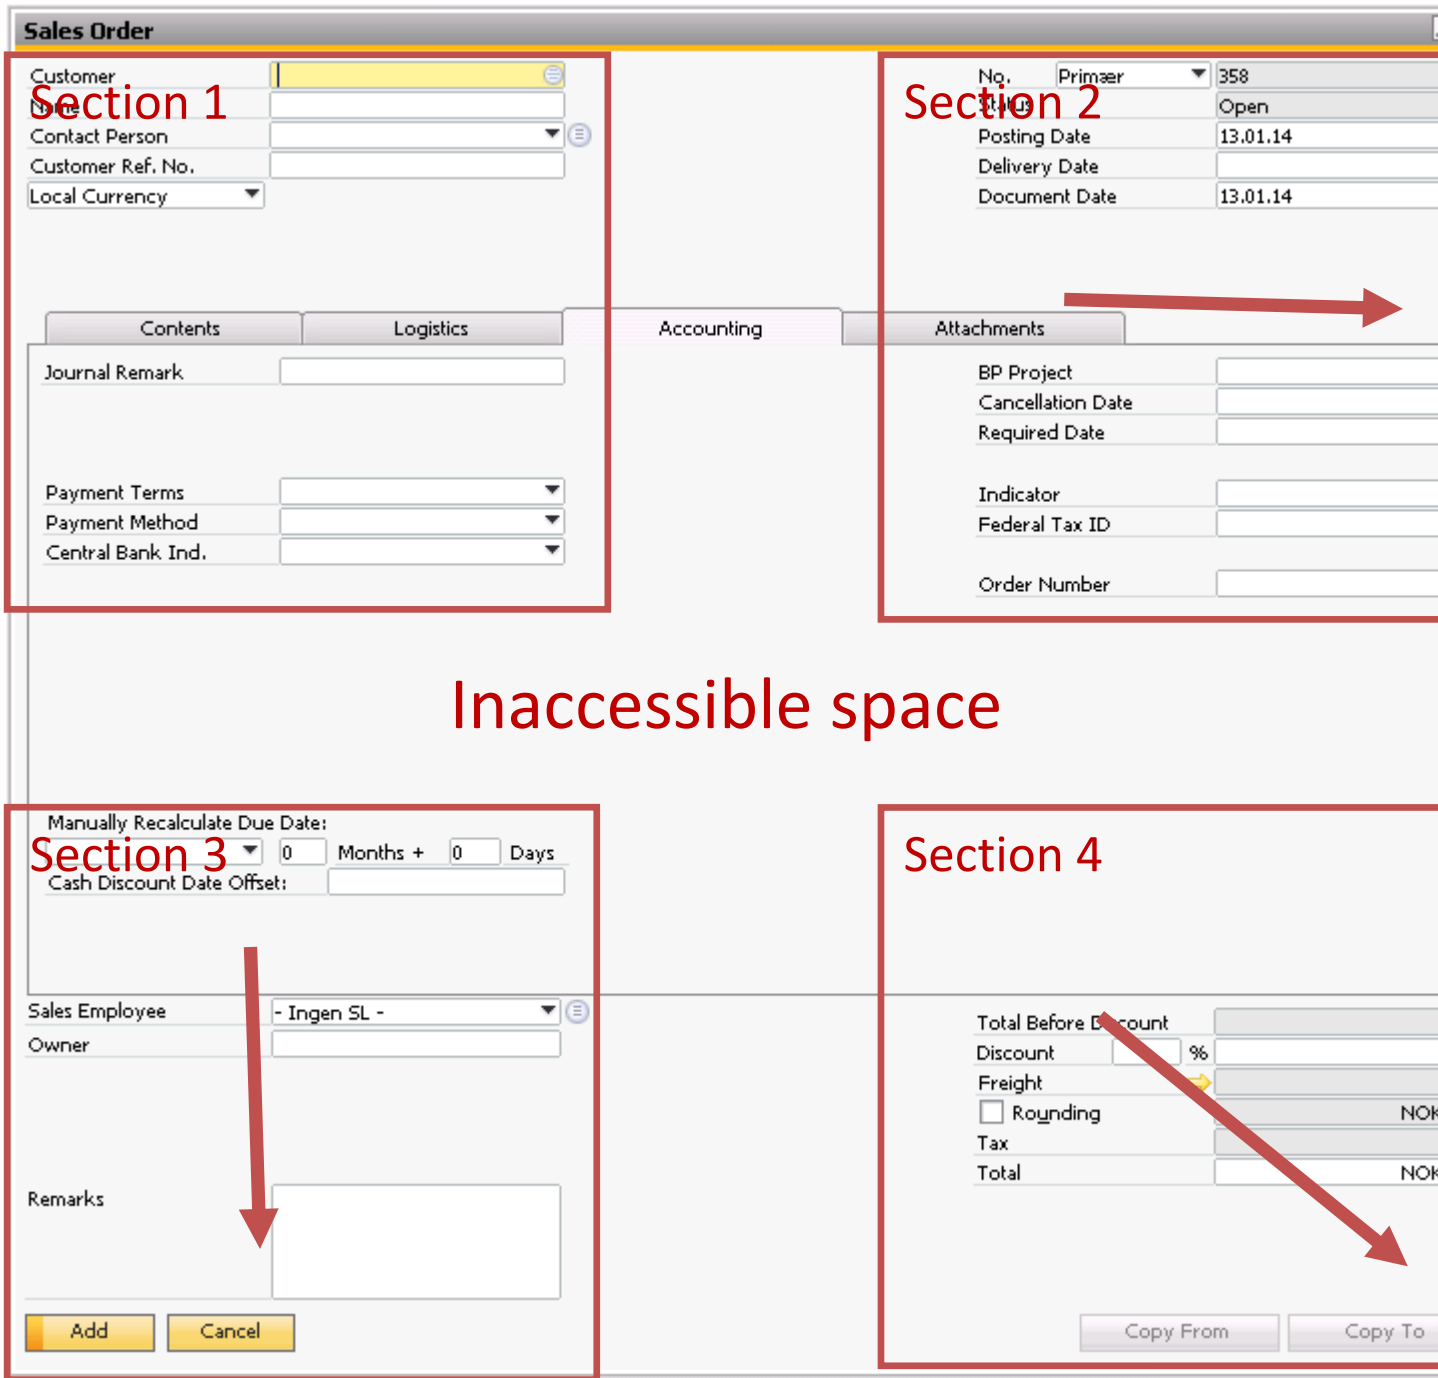 Sales Order
Customer
Name
Contact Person
Customer Ref. No.
Local Currency
Section 1
No. Primær 358
Status Open
Posting Date 13.01.14
Delivery Date
Document Date 13.01.14
Section 2
Contents Logistics Accounting Attachments
Journal Remark
Payment Terms
Payment Method
Central Bank Ind.
BP Project
Cancellation Date
Required Date
Indicator
Federal Tax ID
Order Number
Inaccessible space
Manually Recalculate Due Date:
0 Months + 0 Days
Cash Discount Date Offset:
Section 3
Section 4
Sales Employee - Ingen SL -
Owner
Remarks
Total Before Discount
Discount %
Freight
Rounding NOK
Tax
Total NOK
Add Cancel
Copy From Copy To